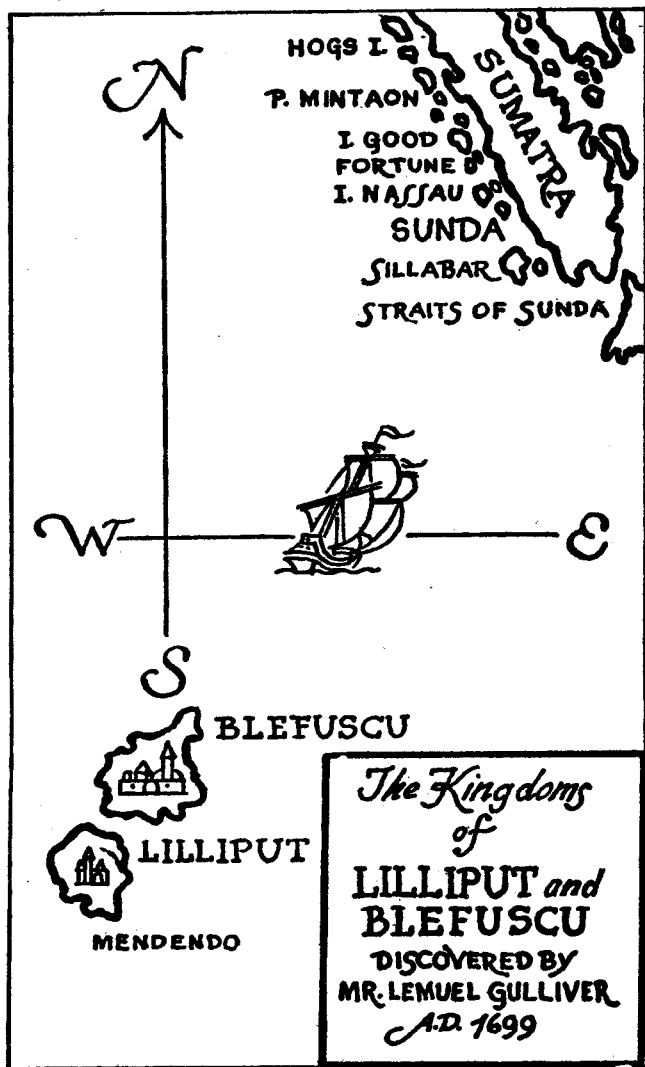 N
HOGS I.
P. MINTAON
I. GOOD
FORTUNE
I. NASSAU
SUNDA
SILLABAR
STRAITS OF SUNDA
SUMATRA
W
E
S
BLEFUSCU
LILLIPUT
MENDENDO
The Kingdoms
of
LILLIPUT and
BLEFUSCU
DISCOVERED BY
MR. LEMUEL GULLIVER
A.D. 1699